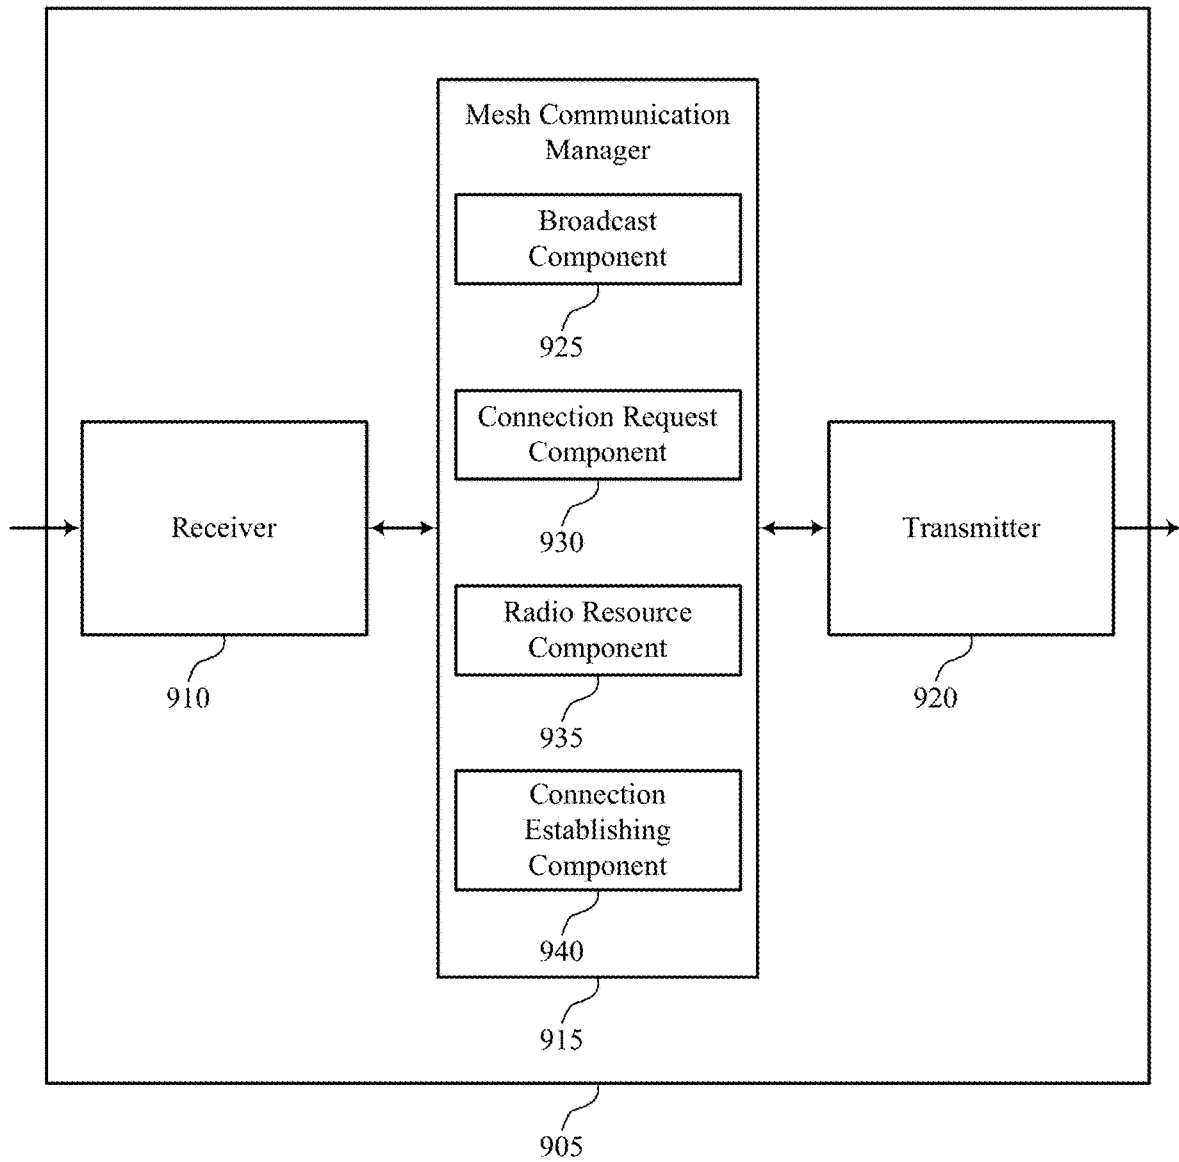 Mesh Communication
Manager
Broadcast
Component
925
Connection Request
Component
930
Receiver
910
Transmitter
920
Radio Resource
Component
935
Connection
Establishing
Component
940
915
905